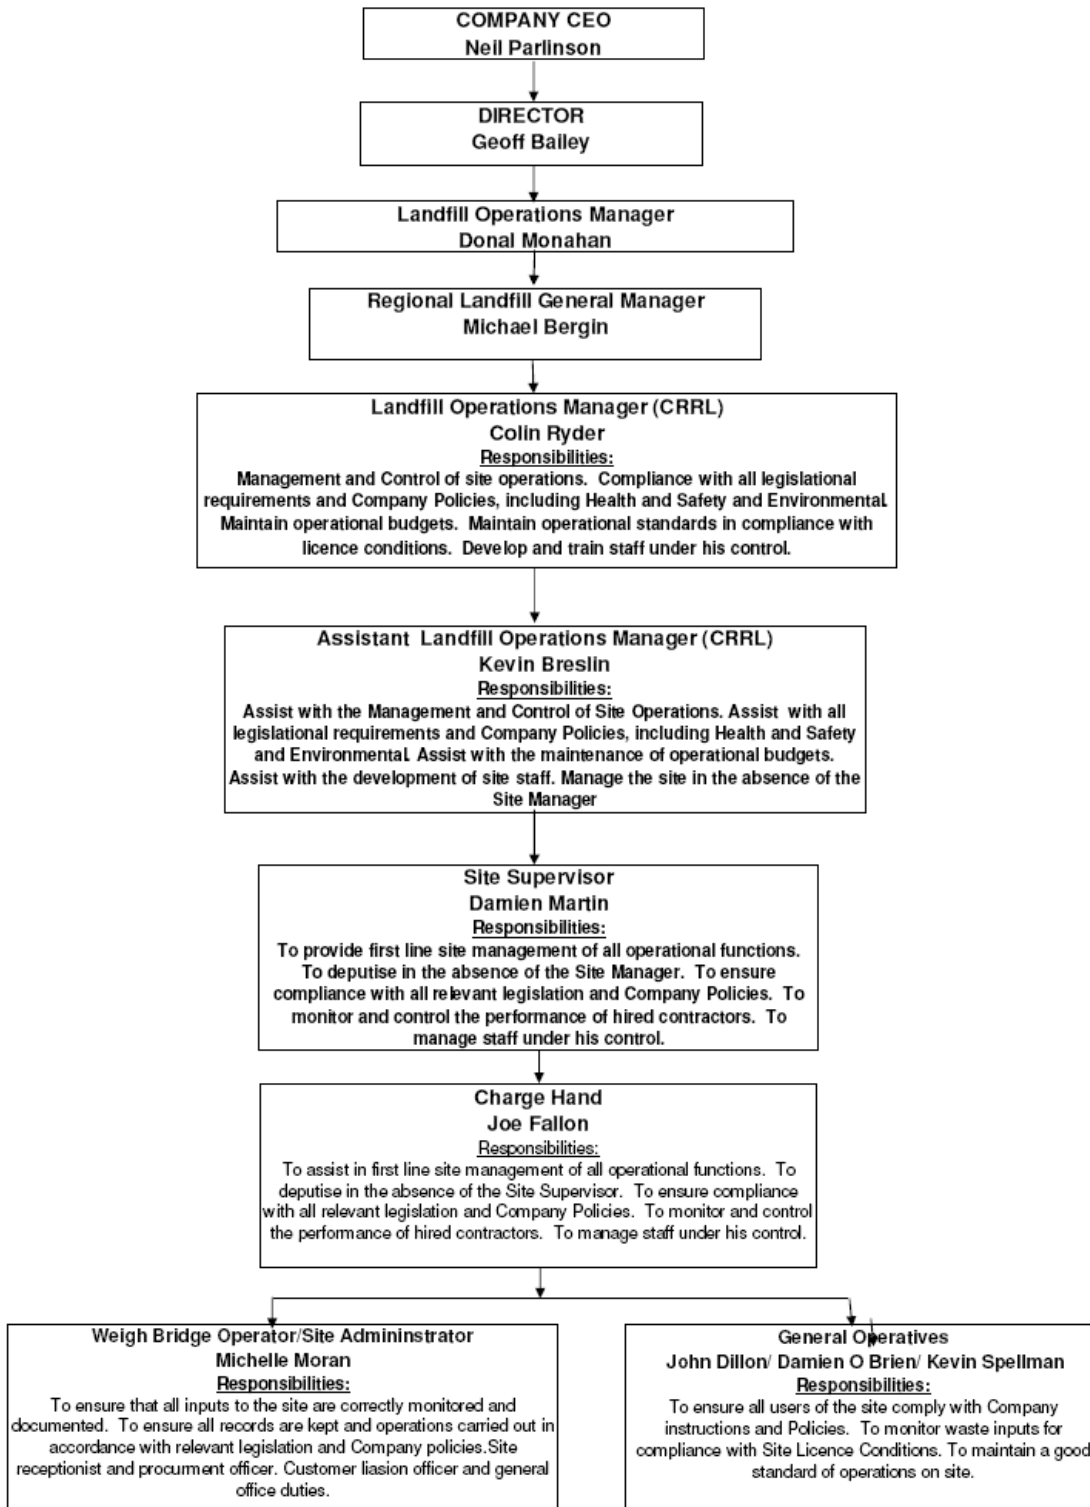 COMPANY CEO
Neil Parlinson
DIRECTOR
Geoff Bailey
Landfill Operations Manager
Donal Monahan
Regional Landfill General Manager
Michael Bergin
Landfill Operations Manager (CRRL)
Colin Ryder
Responsibilities:
Management and Control of site operations. Compliance with all legislational
requirements and Company Policies, including Health and Safety and Environmental.
Maintain operational budgets. Maintain operational standards in compliance with
licence conditions. Develop and train staff under his control.
Assistant Landfill Operations Manager (CRRL)
Kevin Breslin
Responsibilities:
Assist with the Management and Control of Site Operations. Assist with all
legislational requirements and Company Policies, including Health and Safety
and Environmental. Assist with the maintenance of operational budgets.
Assist with the development of site staff. Manage the site in the absence of the
Site Manager
Site Supervisor
Damien Martin
Responsibilities:
To provide first line site management of all operational functions.
To deputise in the absence of the Site Manager. To ensure
compliance with all relevant legislation and Company Policies. To
monitor and control the performance of hired contractors. To
manage staff under his control.
Charge Hand
Joe Fallon
Responsibilities:
To assist in first line site management of all operational functions. To
deputise in the absence of the Site Supervisor. To ensure compliance
with all relevant legislation and Company Policies. To monitor and control
the performance of hired contractors. To manage staff under his control.
Weigh Bridge Operator/Site Admininstrator
Michelle Moran
Responsibilities:
To ensure that all inputs to the site are correctly monitored and
documented. To ensure all records are kept and operations carried out in
accordance with relevant legislation and Company policies.Site
receptionist and procurment officer. Customer liasion officer and general
office duties.
General Operatives
John Dillon/ Damien O Brien/ Kevin Spellman
Responsibilities:
To ensure all users of the site comply with Company
instructions and Policies. To monitor waste inputs for
compliance with Site Licence Conditions. To maintain a good
standard of operations on site.